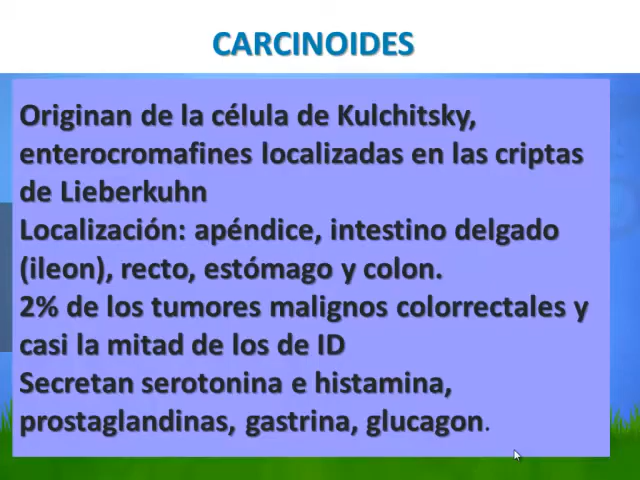 CARCINOIDES
Originan de la célula de Kulchitsky,
enterocromafines localizadas en las criptas
de Lieberkuhn
Localización: apéndice, intestino delgado
(ileon), recto, estómago y colon.
2% de los tumores malignos colorrectales y
casi la mitad de los de ID
Secretan serotonina e histamina,
prostaglandinas, gastrina, glucagon.